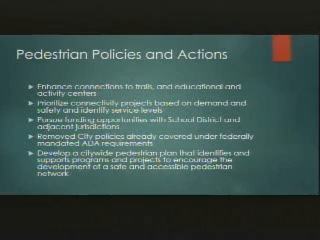 Pedestrian Policies and Actions
Enhance connections to trails, and educational and
activity centers
Prioritize connectivity projects based on demand and
safety and identify service levels
Pursue funding opportunities with School District and
adjacent jurisdictions
Removed City policies already covered under federally
mandated ADA requirements
Develop a citywide pedestrian plan that identifies and
supports programs and projects to encourage the
development of a safe and accessible pedestrian
network